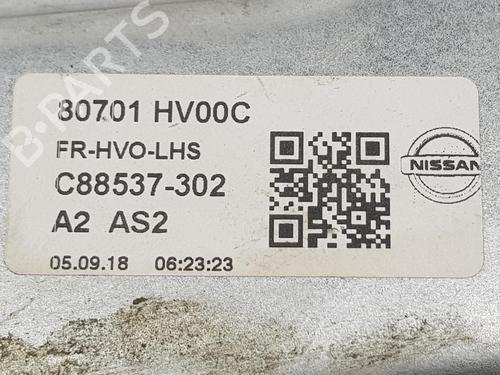 B-PARTS
80701 HV00C
FR-HVO-LHS
C88537-302
A2 AS2
05.09.18 06:23:23
NISSAN